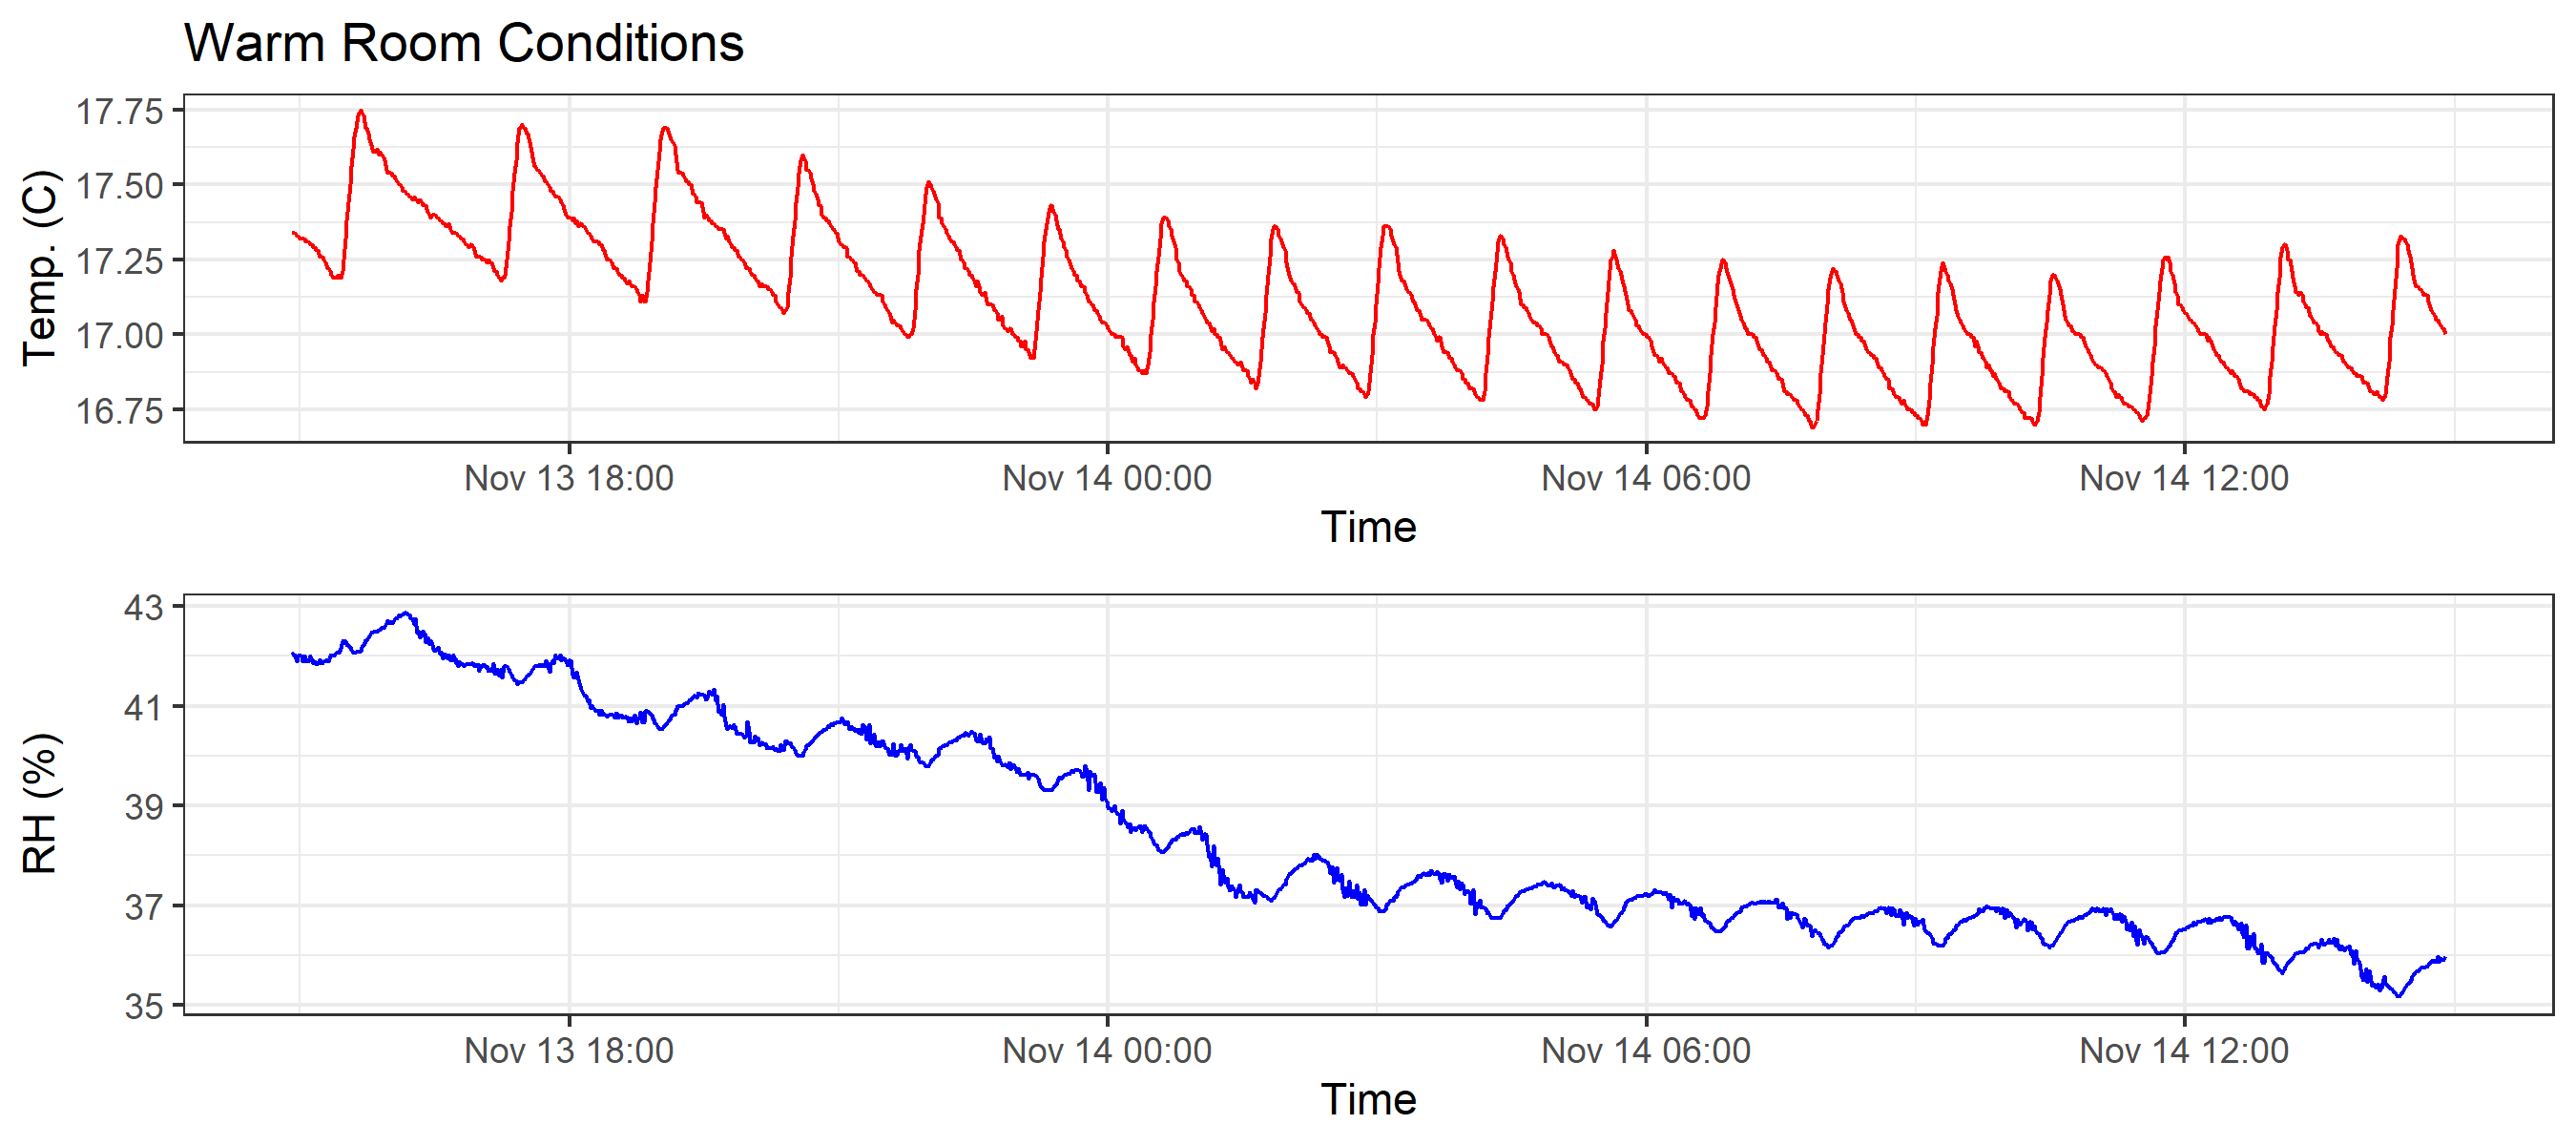 Warm Room Conditions
Temp. (C)
17.75
17.50
17.25
17.00
16.75
Nov 13 18:00 Nov 14 00:00 Nov 14 06:00 Nov 14 12:00
Time
RH (%)
43
41
39
37
35
Nov 13 18:00 Nov 14 00:00 Nov 14 06:00 Nov 14 12:00
Time